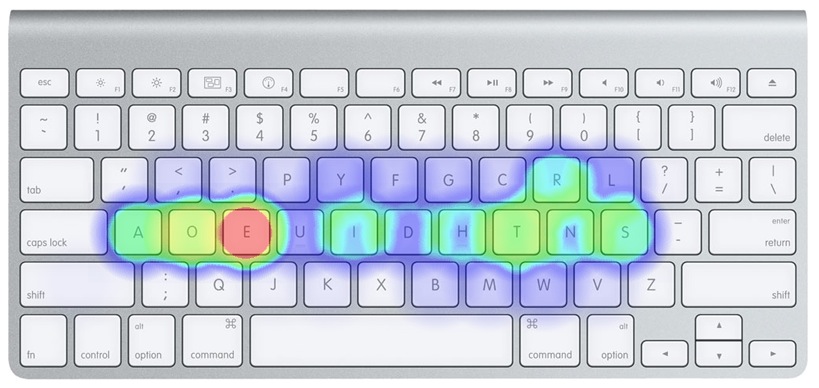 esc F1 F2 F3 F4 F5 F6 F7 F8 F9 F10 F11 F12
~ ! @ # $ % ^ & * ( ) { }
` 1 2 3 4 5 6 7 8 9 0 [ ] delete
tab " ' < , > . P Y F G C R L ? / + = | \
caps lock A O E U I D H T N S _ - enter return
shift : ; Q J K X B M W V Z shift
fn control alt option ⌘ command ⌘ command alt option ◄ ▲ ▼ ►